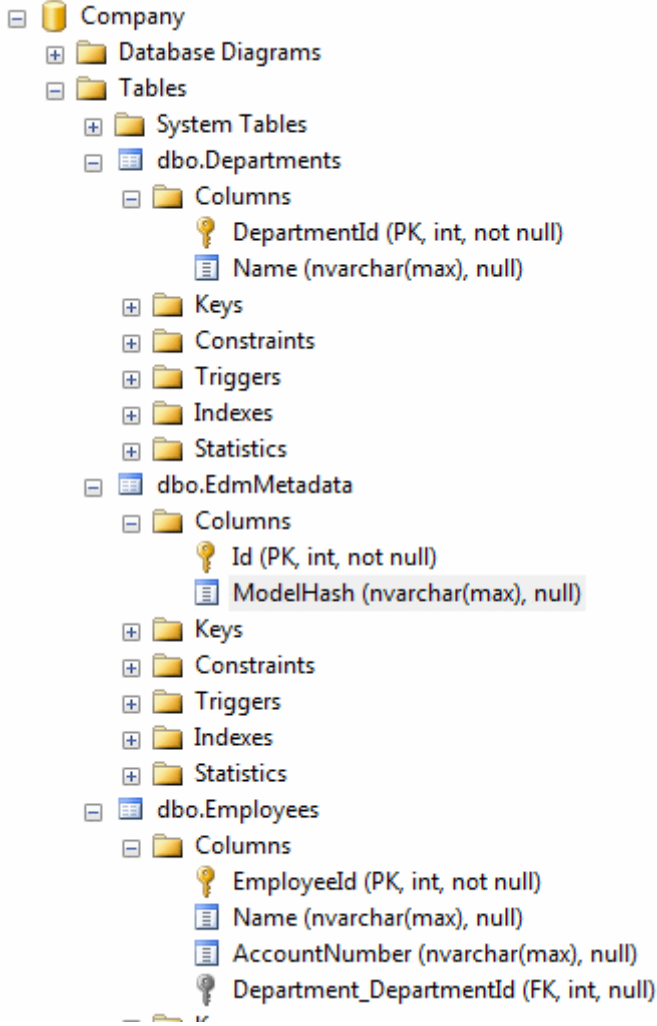 Company
Database Diagrams
Tables
System Tables
dbo.Departments
Columns
DepartmentId (PK, int, not null)
Name (nvarchar(max), null)
Keys
Constraints
Triggers
Indexes
Statistics
dbo.EdmMetadata
Columns
Id (PK, int, not null)
ModelHash (nvarchar(max), null)
Keys
Constraints
Triggers
Indexes
Statistics
dbo.Employees
Columns
EmployeeId (PK, int, not null)
Name (nvarchar(max), null)
AccountNumber (nvarchar(max), null)
Department_DepartmentId (FK, int, null)